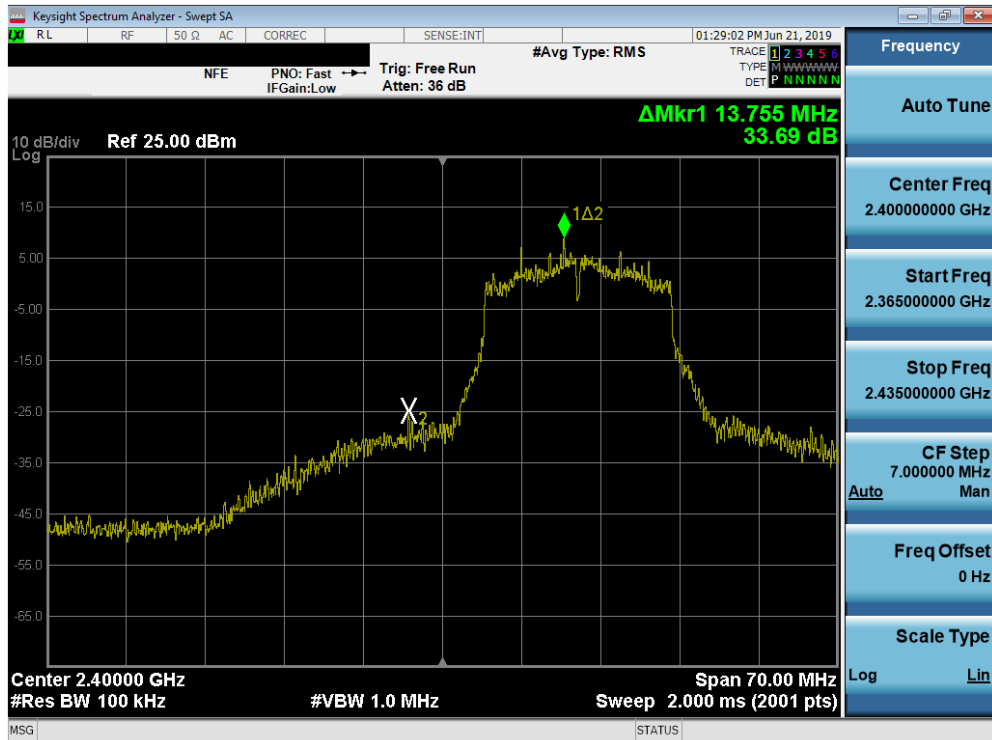 Keysight Spectrum Analyzer - Swept SA
LXI RL RF 50 Ω AC CORREC SENSE:INT 01:29:02 PM Jun 21, 2019
#Avg Type: RMS TRACE 1 2 3 4 5 6
NFE PNO: Fast Trig: Free Run TYPE M WWWWW
IFGain:Low Atten: 36 dB DET P N N N N N
ΔMkr1 13.755 MHz
33.69 dB
10 dB/div Ref 25.00 dBm
Log
15.0
5.00
-5.00
-15.0
-25.0
-35.0
-45.0
-55.0
-65.0
1Δ2
X2
Center 2.40000 GHz Span 70.00 MHz
#Res BW 100 kHz #VBW 1.0 MHz Sweep 2.000 ms (2001 pts)
MSG STATUS
Frequency
Auto Tune
Center Freq
2.400000000 GHz
Start Freq
2.365000000 GHz
Stop Freq
2.435000000 GHz
CF Step
7.000000 MHz
Auto Man
Freq Offset
0 Hz
Scale Type
Log Lin